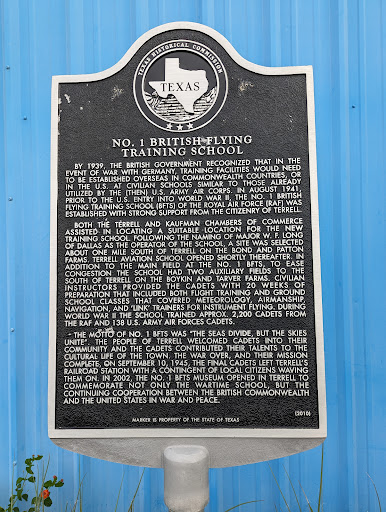 TEXAS HISTORICAL COMMISSION
TEXAS
NO. 1 BRITISH FLYING
TRAINING SCHOOL
BY 1939, THE BRITISH GOVERNMENT RECOGNIZED THAT IN THE
EVENT OF WAR WITH GERMANY, TRAINING FACILITIES WOULD NEED
TO BE ESTABLISHED OVERSEAS IN COMMONWEALTH COUNTRIES, OR
IN THE U.S. AT CIVILIAN SCHOOLS SIMILAR TO THOSE ALREADY
UTILIZED BY THE (THEN) U.S. ARMY AIR CORPS. IN AUGUST 1941,
PRIOR TO THE U.S. ENTRY INTO WORLD WAR II, THE NO. 1 BRITISH
FLYING TRAINING SCHOOL (BFTS) OF THE ROYAL AIR FORCE (RAF) WAS
ESTABLISHED WITH STRONG SUPPORT FROM THE CITIZENRY OF TERRELL.
BOTH THE TERRELL AND KAUFMAN CHAMBERS OF COMMERCE
ASSISTED IN LOCATING A SUITABLE LOCATION FOR THE NEW
TRAINING SCHOOL. FOLLOWING THE NAMING OF MAJOR W. F. LONG
OF DALLAS AS THE OPERATOR OF THE SCHOOL, A SITE WAS SELECTED
ABOUT ONE MILE SOUTH OF TERRELL ON THE BOND AND PATTON
FARMS. TERRELL AVIATION SCHOOL OPENED SHORTLY THEREAFTER. IN
ADDITION TO THE MAIN FIELD AT THE NO. 1 BFTS, TO EASE
CONGESTION THE SCHOOL HAD TWO AUXILIARY FIELDS TO THE
SOUTH OF TERRELL ON THE BOYKIN AND TARVER FARMS. CIVILIAN
INSTRUCTORS PROVIDED THE CADETS WITH 20 WEEKS OF
PREPARATION THAT INCLUDED BOTH FLIGHT TRAINING AND GROUND
SCHOOL CLASSES THAT COVERED METEOROLOGY, AIRMANSHIP,
NAVIGATION, AND "LINK" TRAINERS FOR INSTRUMENT FLYING. DURING
WORLD WAR II THE SCHOOL TRAINED APPROX. 2,200 CADETS FROM
THE RAF AND 138 U.S. ARMY AIR FORCES CADETS.
THE MOTTO OF NO. 1 BFTS WAS "THE SEAS DIVIDE, BUT THE SKIES
UNITE". THE PEOPLE OF TERRELL WELCOMED CADETS INTO THEIR
COMMUNITY AND THE CADETS CONTRIBUTED THEIR TALENTS TO THE
CULTURAL LIFE OF THE TOWN. THE WAR OVER, AND THEIR MISSION
COMPLETE, ON SEPTEMBER 10, 1945, THE FINAL CADETS LEFT TERRELL'S
RAILROAD STATION WITH A CONTINGENT OF LOCAL CITIZENS WAVING
THEM ON. IN 2002, THE NO. 1 BFTS MUSEUM OPENED IN TERRELL TO
COMMEMORATE NOT ONLY THE WARTIME SCHOOL, BUT THE
CONTINUING COOPERATION BETWEEN THE BRITISH COMMONWEALTH
AND THE UNITED STATES IN WAR AND PEACE.
(2010)
MARKER IS PROPERTY OF THE STATE OF TEXAS